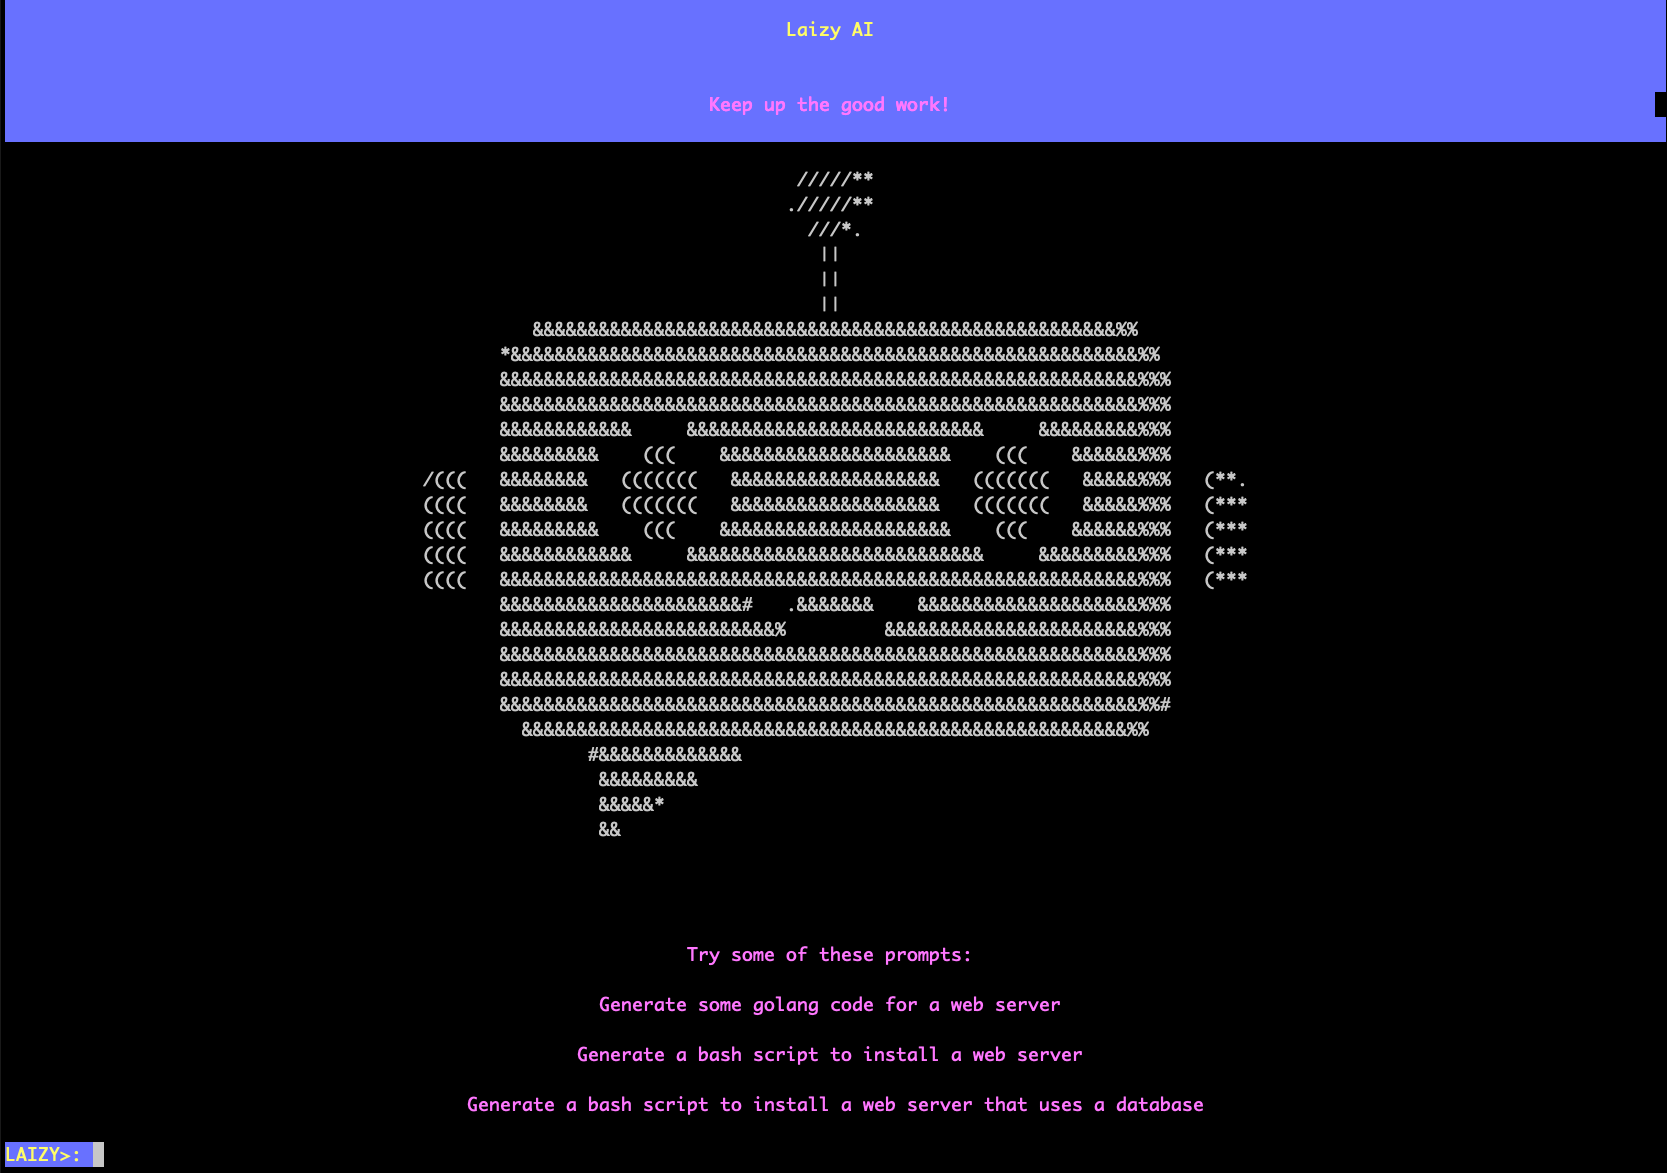 Laizy AI
Keep up the good work!
Try some of these prompts:
Generate some golang code for a web server
Generate a bash script to install a web server
Generate a bash script to install a web server that uses a database
LAIZY>: